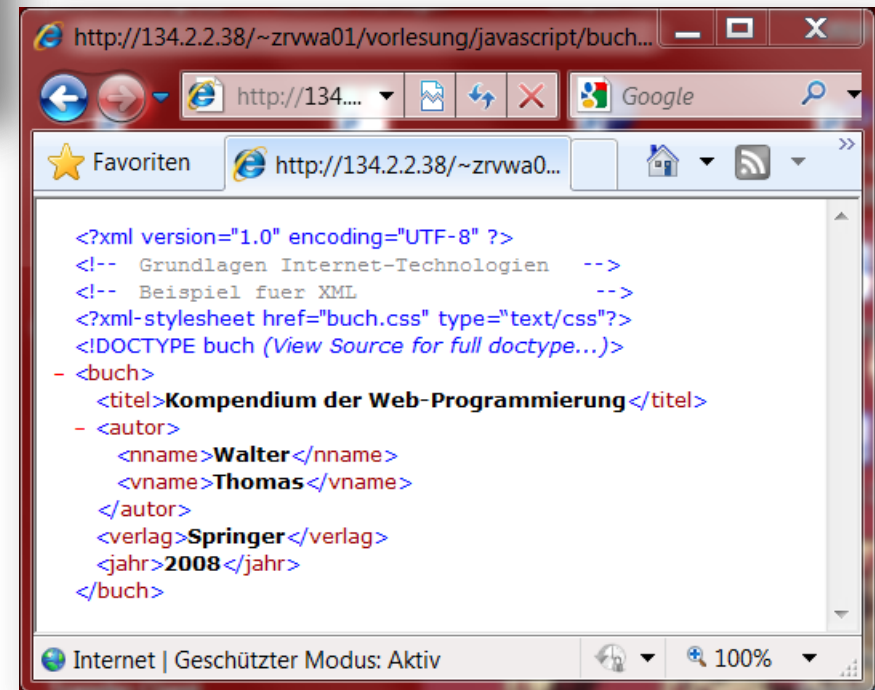 http://134.2.2.38/~zrvwa01/vorlesung/javascript/buch...
http://134.... Google
Favoriten http://134.2.2.38/~zrvwa0... »
<?xml version="1.0" encoding="UTF-8" ?>
<!-- Grundlagen Internet-Technologien -->
<!-- Beispiel fuer XML -->
<?xml-stylesheet href="buch.css" type=“text/css"?>
<!DOCTYPE buch (View Source for full doctype...)>
- <buch>
<titel>Kompendium der Web-Programmierung</titel>
- <autor>
<nname>Walter</nname>
<vname>Thomas</vname>
</autor>
<verlag>Springer</verlag>
<jahr>2008</jahr>
</buch>
Internet | Geschützter Modus: Aktiv 100%